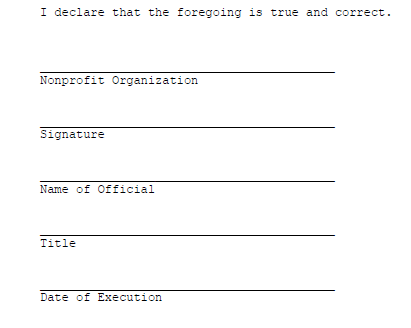 I declare that the foregoing is true and correct.
Nonprofit Organization
Signature
Name of Official
Title
Date of Execution